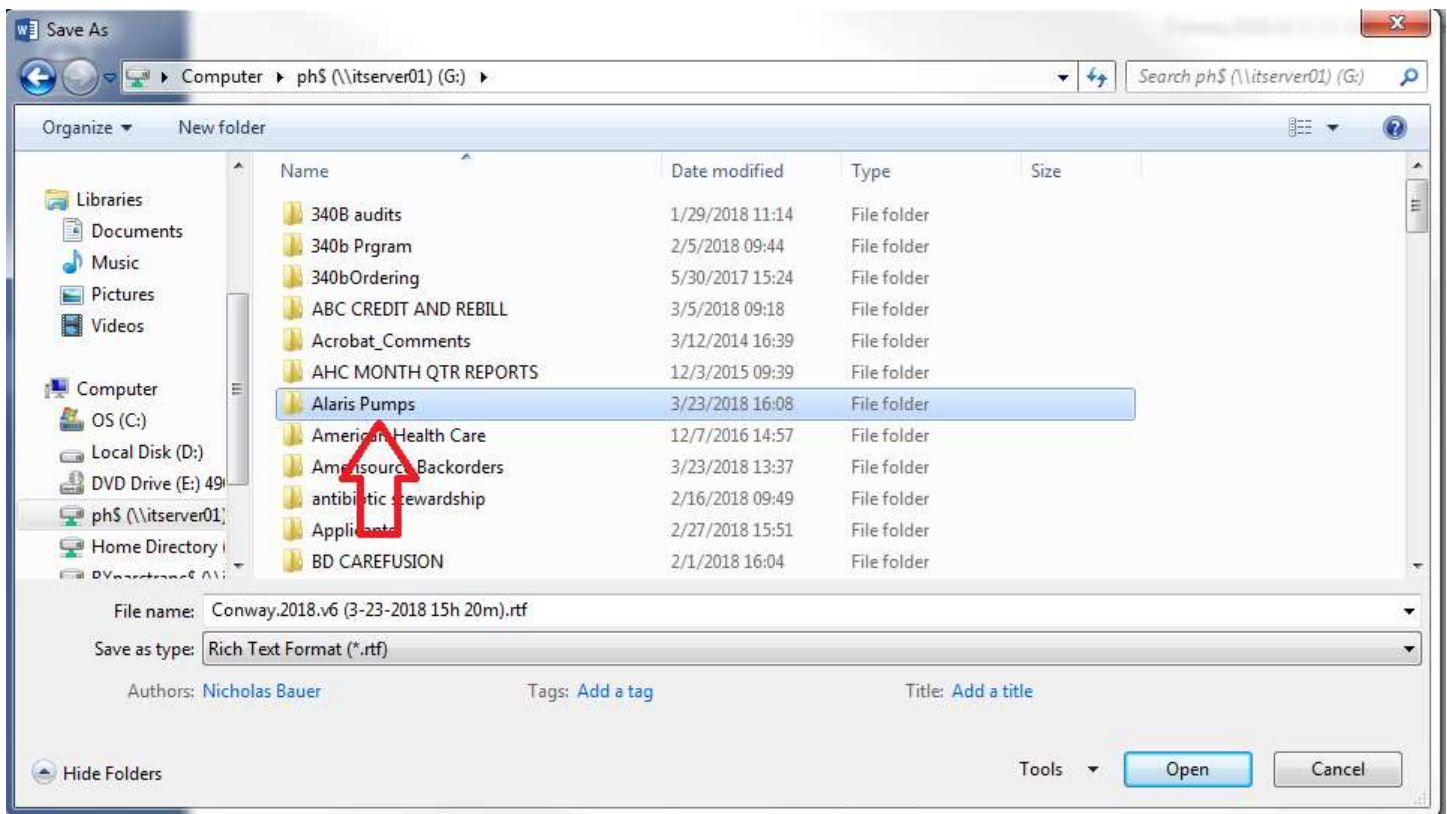 Save As
Computer ph$ (\\itserver01) (G:)
Search ph$ (\\itserver01) (G:)
Organize New folder
Name Date modified Type Size
340B audits 1/29/2018 11:14 File folder
340b Prgram 2/5/2018 09:44 File folder
340bOrdering 5/30/2017 15:24 File folder
ABC CREDIT AND REBILL 3/5/2018 09:18 File folder
Acrobat_Comments 3/12/2014 16:39 File folder
AHC MONTH QTR REPORTS 12/3/2015 09:39 File folder
Alaris Pumps 3/23/2018 16:08 File folder
American Health Care 12/7/2016 14:57 File folder
Amerisource Backorders 3/23/2018 13:37 File folder
antibiotic stewardship 2/16/2018 09:49 File folder
Applicants 2/27/2018 15:51 File folder
BD CAREFUSION 2/1/2018 16:04 File folder
Libraries
Documents
Music
Pictures
Videos
Computer
OS (C:)
Local Disk (D:)
DVD Drive (E:) 49
ph$ (\\itserver01)
Home Directory (
File name: Conway.2018.v6 (3-23-2018 15h 20m).rtf
Save as type: Rich Text Format (*.rtf)
Authors: Nicholas Bauer Tags: Add a tag Title: Add a title
Hide Folders Tools Open Cancel